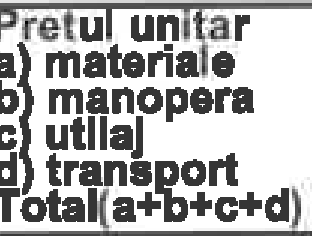 Pretul unitar
a) materiale
b) manopera
c) utilaj
d) transport
Total(a+b+c+d)